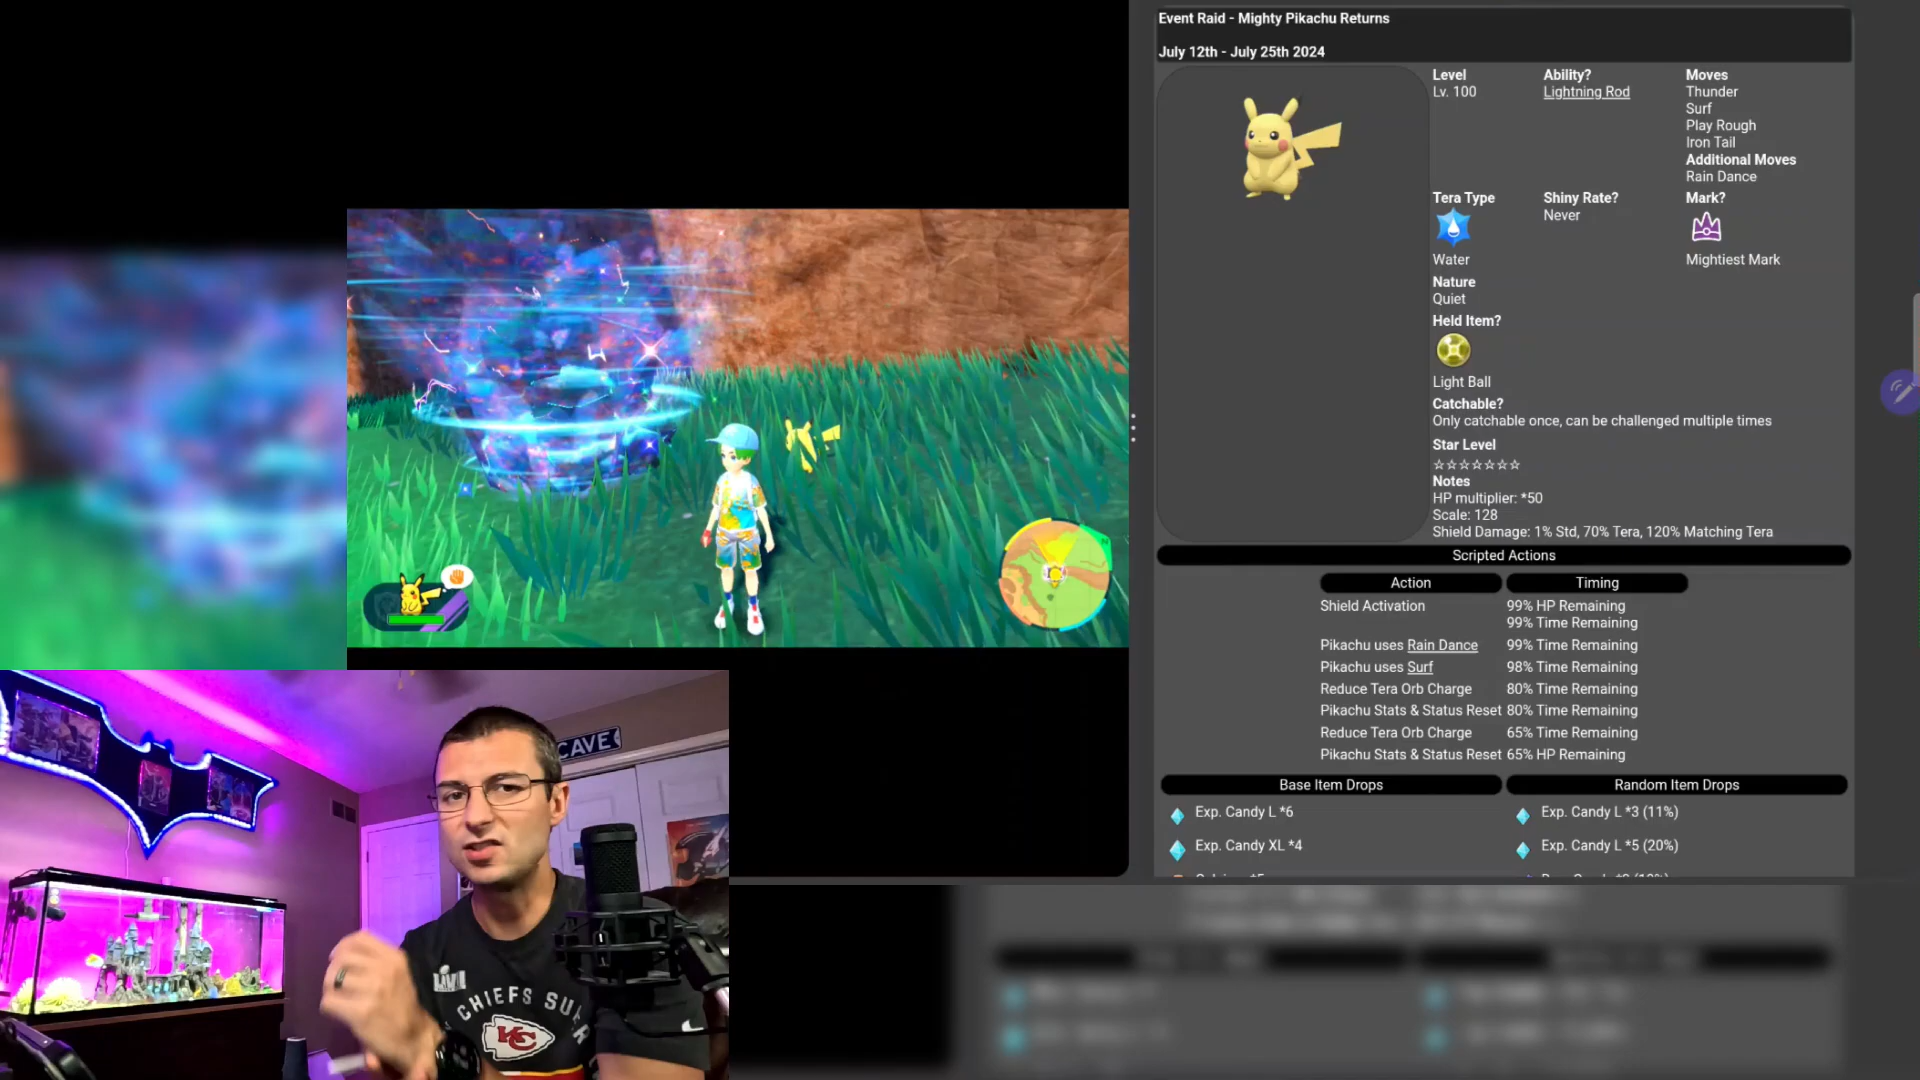 Event Raid - Mighty Pikachu Returns
July 12th - July 25th 2024
Level
Lv. 100
Ability?
Lightning Rod
Moves
Thunder
Surf
Play Rough
Iron Tail
Additional Moves
Rain Dance
Tera Type
Water
Shiny Rate?
Never
Mark?
Mightiest Mark
Nature
Quiet
Held Item?
Light Ball
Catchable?
Only catchable once, can be challenged multiple times
Star Level
☆☆☆☆☆☆☆
Notes
HP multiplier: *50
Scale: 128
Shield Damage: 1% Std, 70% Tera, 120% Matching Tera
Scripted Actions
Action Timing
Shield Activation 99% HP Remaining
99% Time Remaining
Pikachu uses Rain Dance 99% Time Remaining
Pikachu uses Surf 98% Time Remaining
Reduce Tera Orb Charge 80% Time Remaining
Pikachu Stats & Status Reset 80% Time Remaining
Reduce Tera Orb Charge 65% Time Remaining
Pikachu Stats & Status Reset 65% HP Remaining
Base Item Drops Random Item Drops
Exp. Candy L *6 Exp. Candy L *3 (11%)
Exp. Candy XL *4 Exp. Candy L *5 (20%)
CAVE
LVII
CHIEFS SU
KC